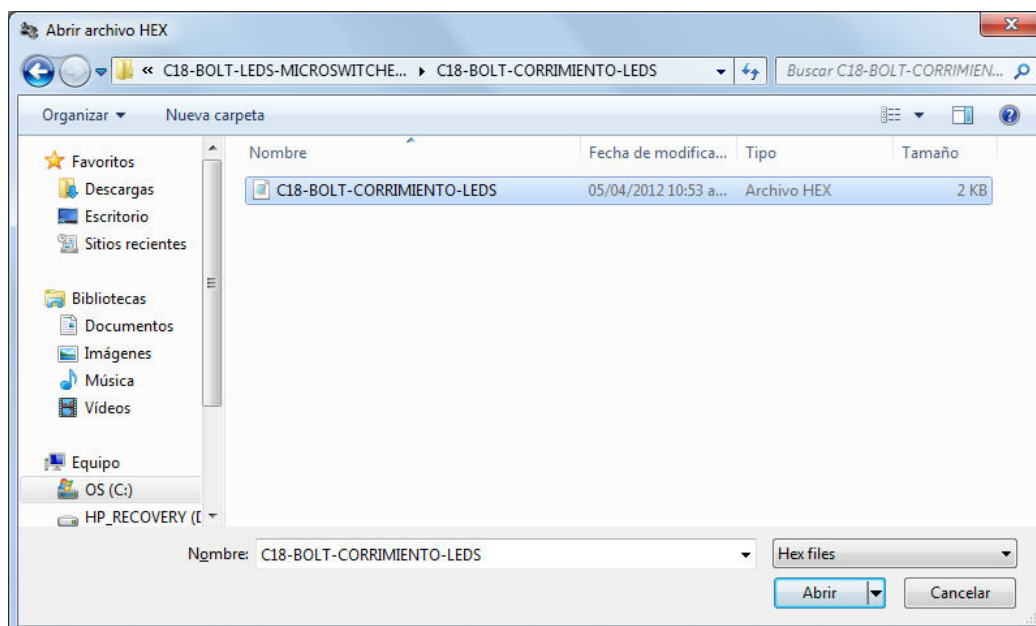 Abrir archivo HEX
« C18-BOLT-LEDS-MICROSWITCHE... ▸ C18-BOLT-CORRIMIENTO-LEDS
Buscar C18-BOLT-CORRIMIEN...
Organizar Nueva carpeta
Nombre Fecha de modifica... Tipo Tamaño
C18-BOLT-CORRIMIENTO-LEDS 05/04/2012 10:53 a... Archivo HEX 2 KB
Favoritos
Descargas
Escritorio
Sitios recientes
Bibliotecas
Documentos
Imágenes
Música
Vídeos
Equipo
OS (C:)
HP_RECOVERY (D
Nombre: C18-BOLT-CORRIMIENTO-LEDS
Hex files
Abrir Cancelar